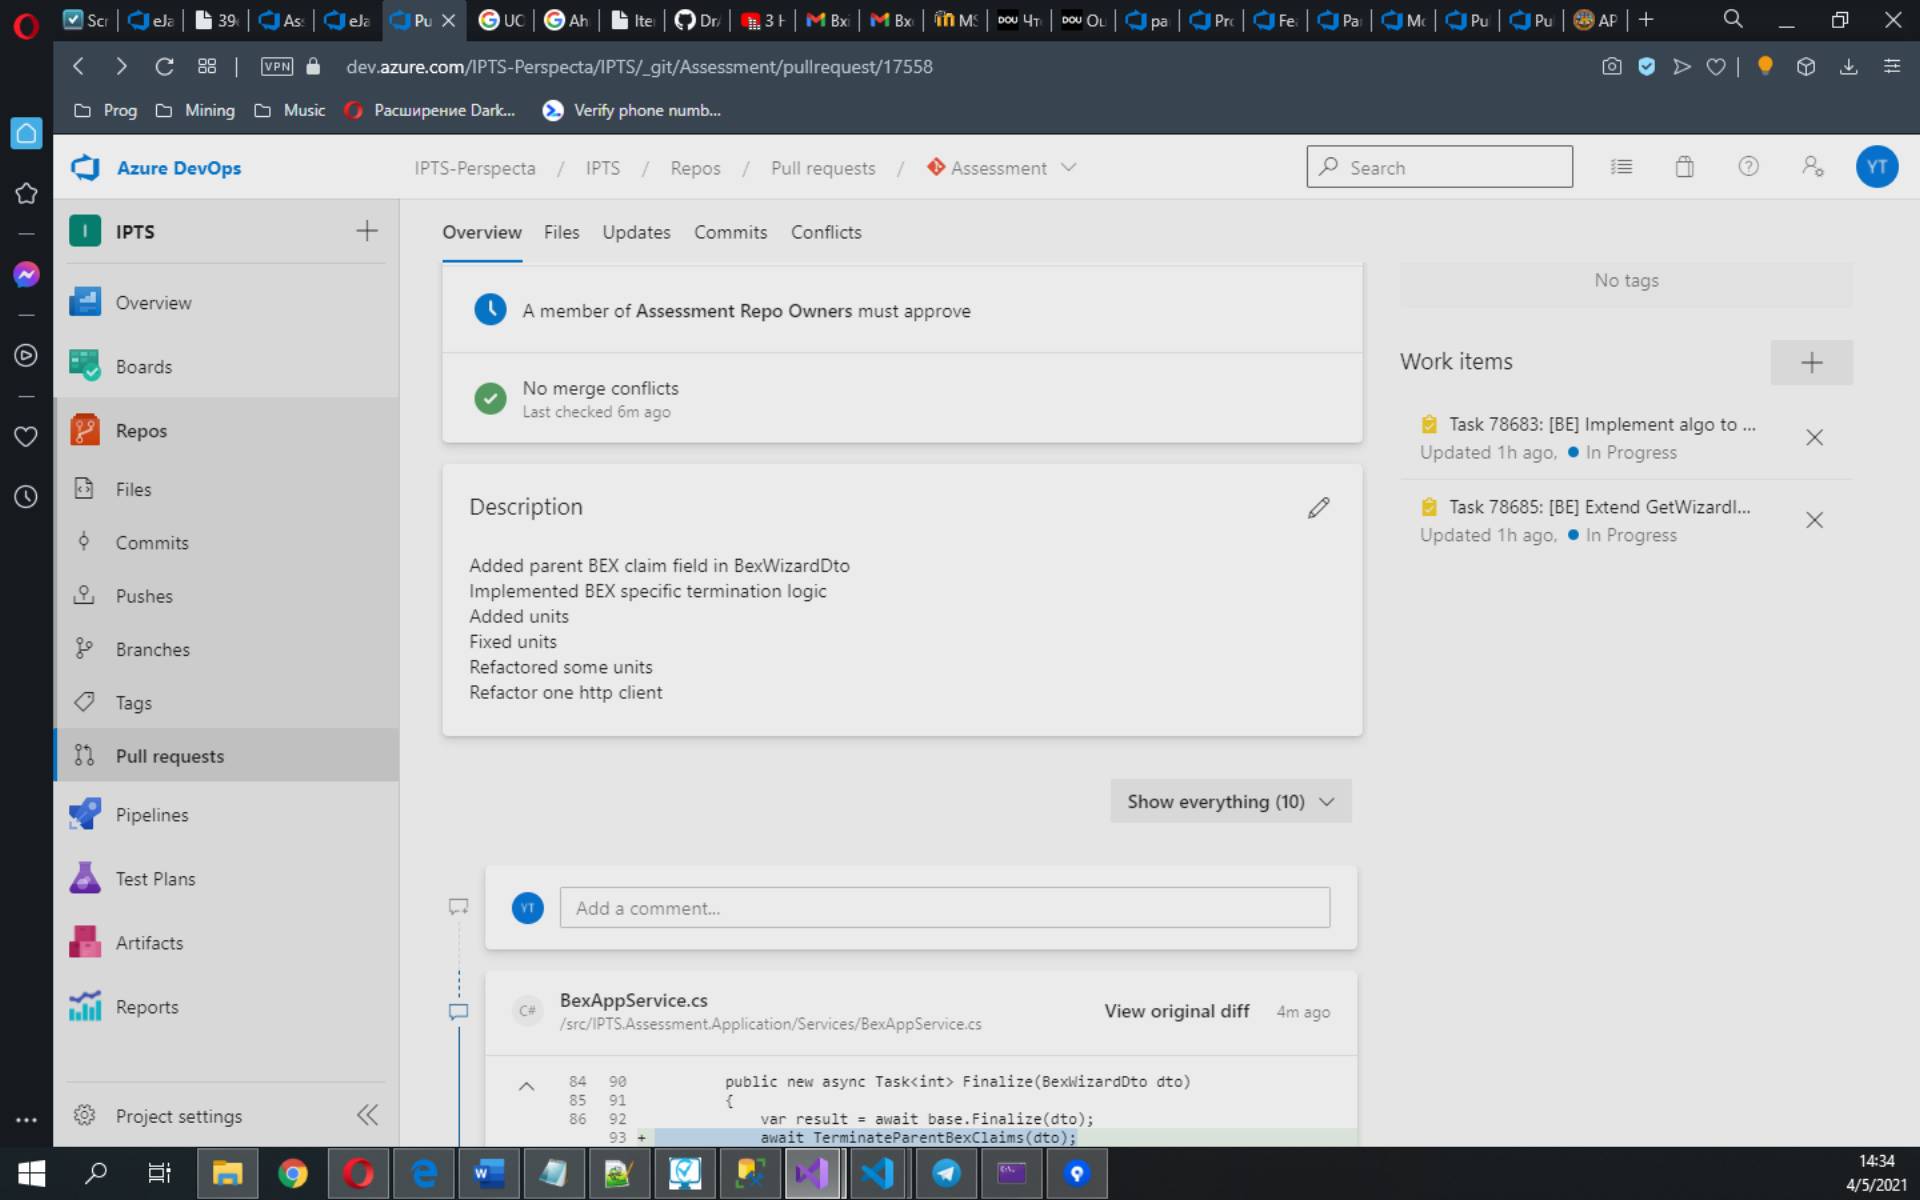 Scr
eJa
39
Ass
eJa
Pu
UC
Ah
Ite
Dr
3 H
Вхі
Вхо
MS
DOU Чт
DOU Ou
pa
Pro
Fea
Pa
Mc
Pu
Pu
AP
VPN
dev.azure.com/IPTS-Perspecta/IPTS/_git/Assessment/pullrequest/17558
Prog
Mining
Music
Расширение Dark...
Verify phone numb...
Azure DevOps
IPTS-Perspecta / IPTS / Repos / Pull requests / Assessment
Search
YT
I IPTS
Overview
Boards
Repos
Files
Commits
Pushes
Branches
Tags
Pull requests
Pipelines
Test Plans
Artifacts
Reports
Project settings
Overview Files Updates Commits Conflicts
A member of Assessment Repo Owners must approve
No merge conflicts
Last checked 6m ago
Description
Added parent BEX claim field in BexWizardDto
Implemented BEX specific termination logic
Added units
Fixed units
Refactored some units
Refactor one http client
No tags
Work items
Task 78683: [BE] Implement algo to ...
Updated 1h ago, In Progress
Task 78685: [BE] Extend GetWizardI...
Updated 1h ago, In Progress
Show everything (10)
YT Add a comment...
C# BexAppService.cs
/src/IPTS.Assessment.Application/Services/BexAppService.cs
View original diff 4m ago
84 90 public new async Task<int> Finalize(BexWizardDto dto)
85 91 {
86 92 var result = await base.Finalize(dto);
93 + await TerminateParentBexClaims(dto);
14:34
4/5/2021